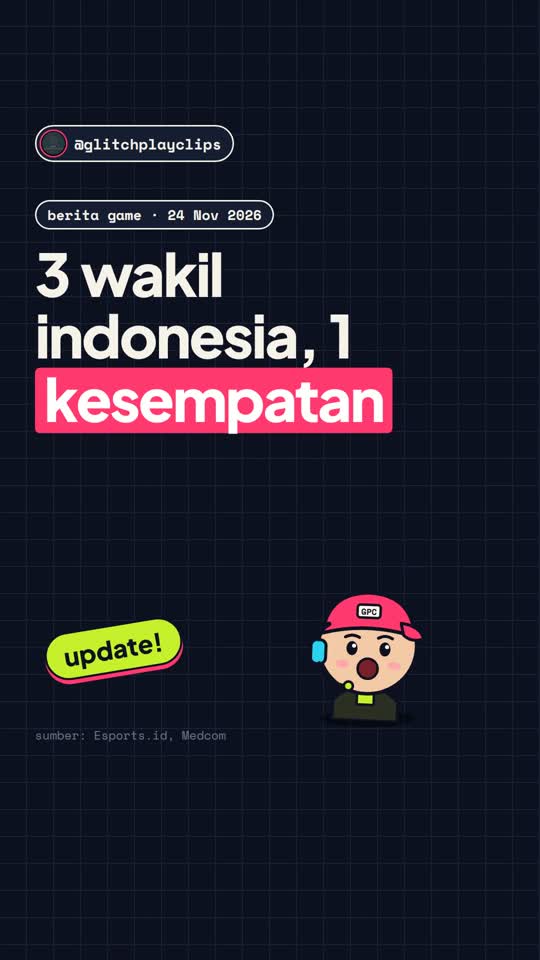 @glitchplayclips
berita game · 24 Nov 2026
3 wakil
indonesia, 1
kesempatan
GPC
update!
sumber: Esports.id, Medcom